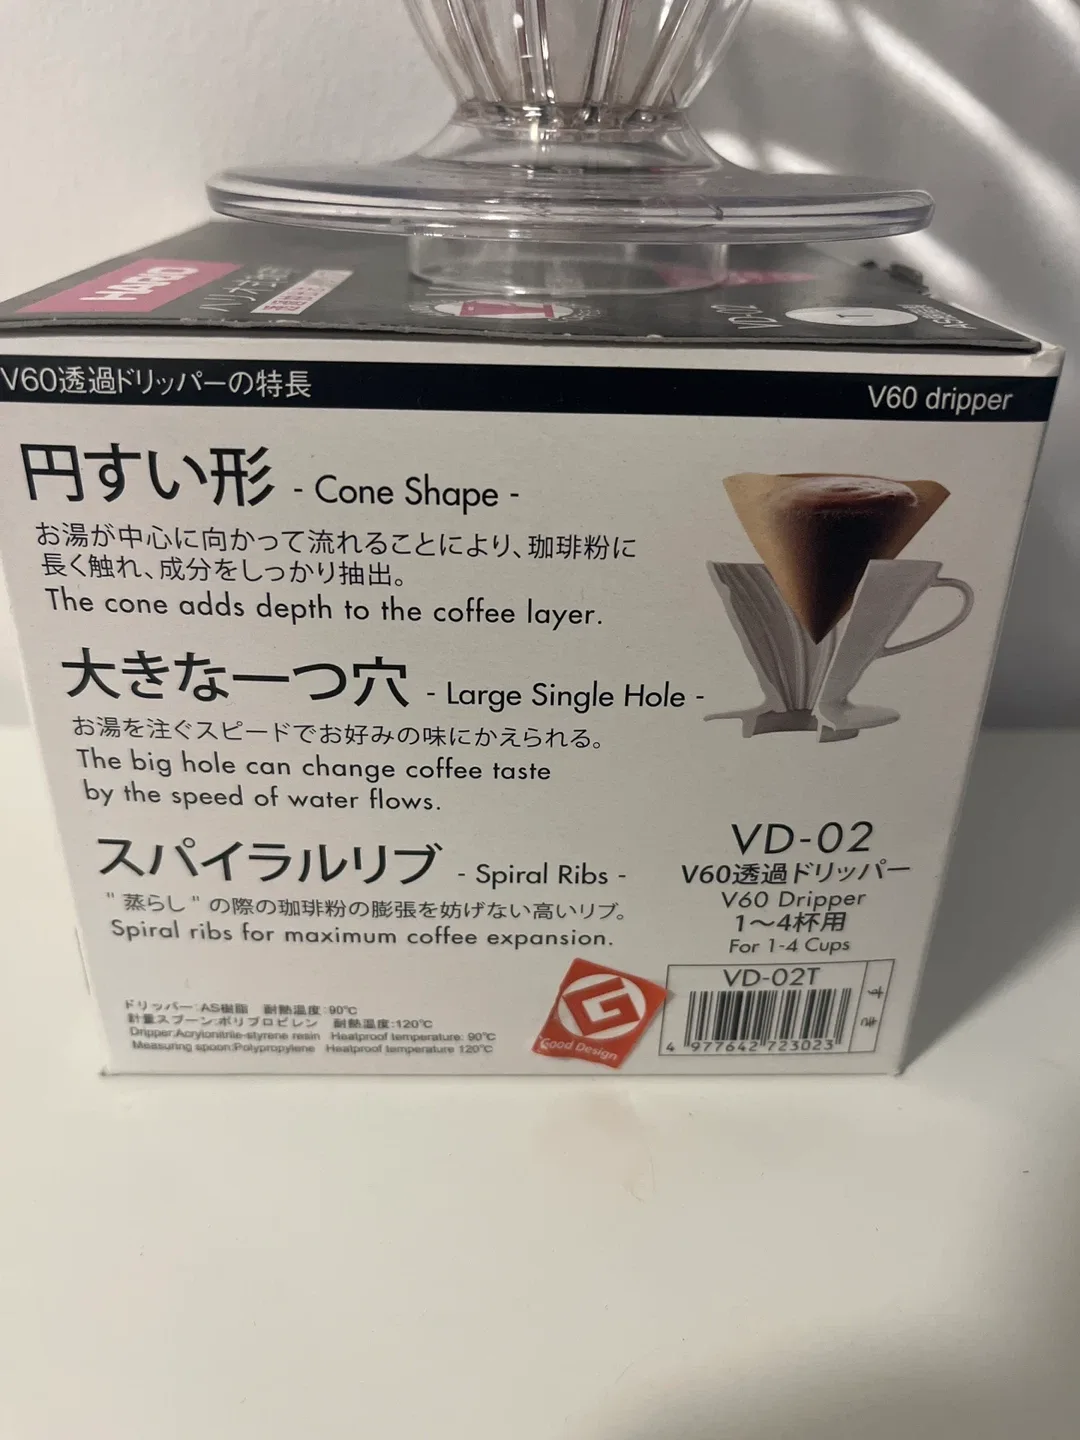 HARIO
VD-02
V60透過ドリッパーの特長
V60 dripper
円すい形 - Cone Shape -
お湯が中心に向かって流れることにより、珈琲粉に
長く触れ、成分をしっかり抽出。
The cone adds depth to the coffee layer.
大きな一つ穴 - Large Single Hole -
お湯を注ぐスピードでお好みの味にかえられる。
The big hole can change coffee taste
by the speed of water flows.
スパイラルリブ - Spiral Ribs -
"蒸らし"の際の珈琲粉の膨張を妨げない高いリブ。
Spiral ribs for maximum coffee expansion.
VD-02
V60透過ドリッパー
V60 Dripper
1〜4杯用
For 1-4 Cups
ドリッパー:AS樹脂 耐熱温度:90℃
計量スプーン:ポリプロピレン 耐熱温度:120℃
Dripper:Acrylonitrile-styrene resin Heatproof temperature: 90℃
Measuring spoon:Polypropylene Heatproof temperature 120℃
G
Good Design
VD-02T
4 977642 723023